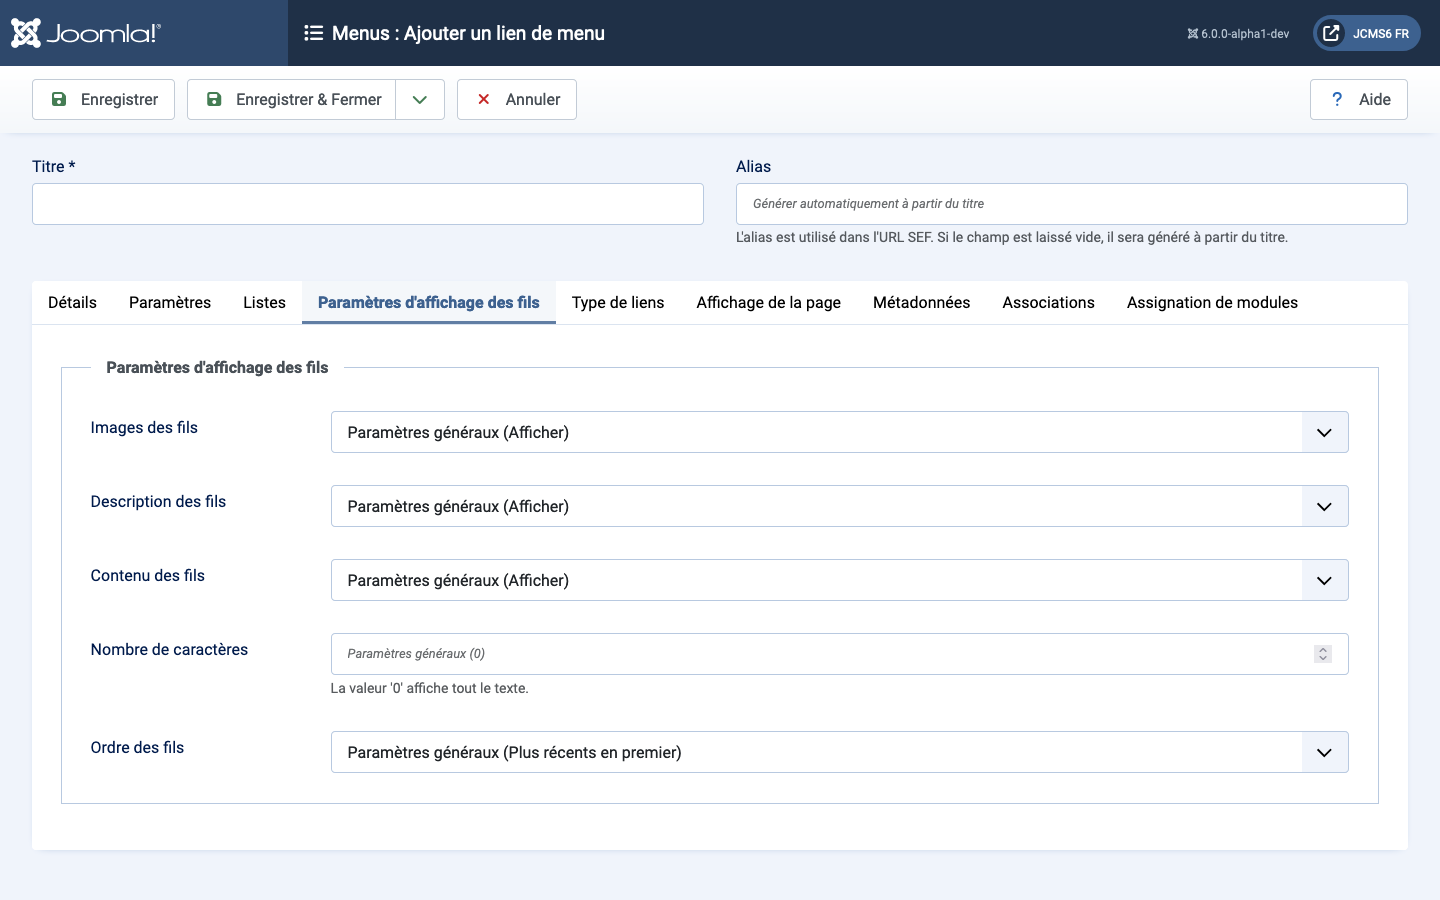 Joomla!®
Menus : Ajouter un lien de menu
6.0.0-alpha1-dev
JCMS6 FR
Enregistrer
Enregistrer & Fermer
Annuler
Aide
Titre *
Alias
Générer automatiquement à partir du titre
L'alias est utilisé dans l'URL SEF. Si le champ est laissé vide, il sera généré à partir du titre.
Détails
Paramètres
Listes
Paramètres d'affichage des fils
Type de liens
Affichage de la page
Métadonnées
Associations
Assignation de modules
Paramètres d'affichage des fils
Images des fils
Paramètres généraux (Afficher)
Description des fils
Paramètres généraux (Afficher)
Contenu des fils
Paramètres généraux (Afficher)
Nombre de caractères
Paramètres généraux (0)
La valeur '0' affiche tout le texte.
Ordre des fils
Paramètres généraux (Plus récents en premier)